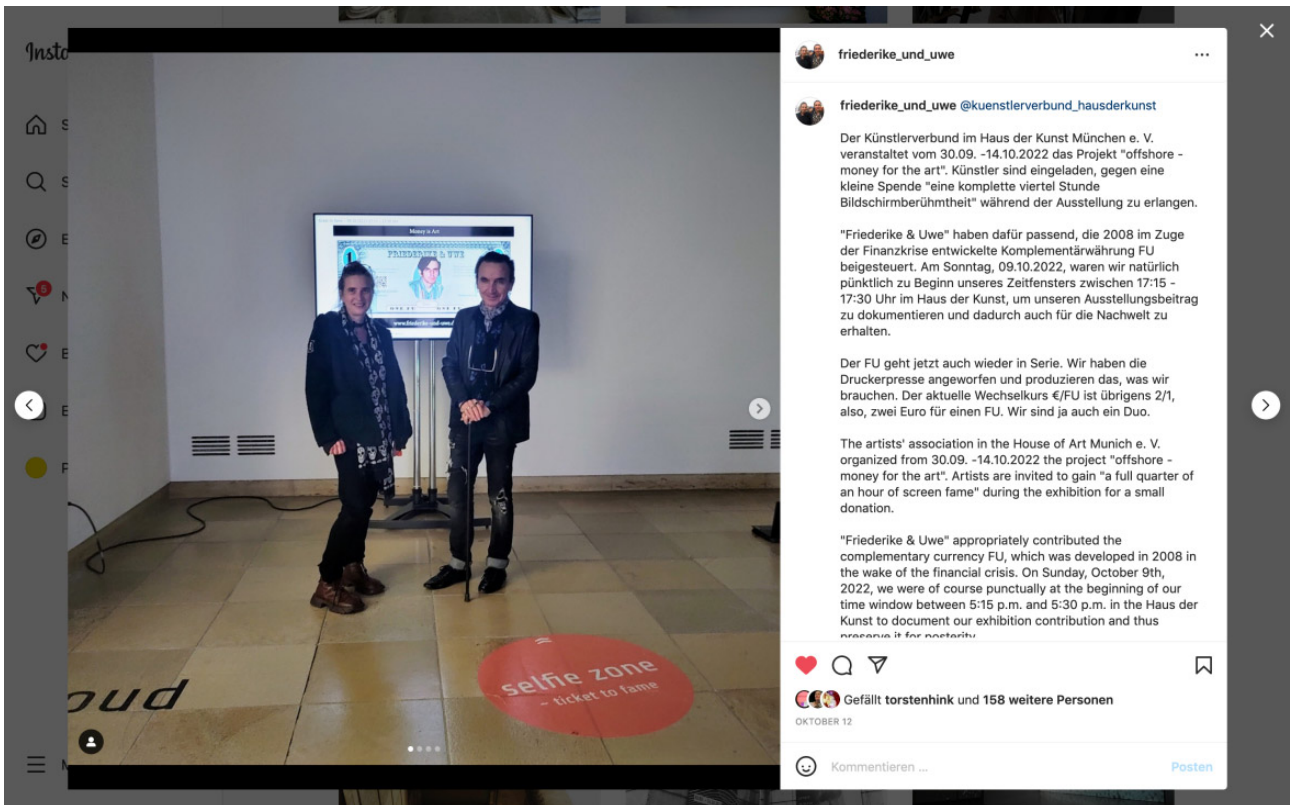 Insta
5
Money is Art
FRIEDERIKE & UWE
www.friederike-und-uwe.d
oud
selfie zone
– ticket to fame
friederike_und_uwe
friederike_und_uwe @kuenstlerverbund_hausderkunst
Der Künstlerverbund im Haus der Kunst München e. V.
veranstaltet vom 30.09. -14.10.2022 das Projekt "offshore -
money for the art". Künstler sind eingeladen, gegen eine
kleine Spende "eine komplette viertel Stunde
Bildschirmberühmtheit" während der Ausstellung zu erlangen.
"Friederike & Uwe" haben dafür passend, die 2008 im Zuge
der Finanzkrise entwickelte Komplementärwährung FU
beigesteuert. Am Sonntag, 09.10.2022, waren wir natürlich
pünktlich zu Beginn unseres Zeitfensters zwischen 17:15 -
17:30 Uhr im Haus der Kunst, um unseren Ausstellungsbeitrag
zu dokumentieren und dadurch auch für die Nachwelt zu
erhalten.
Der FU geht jetzt auch wieder in Serie. Wir haben die
Druckerpresse angeworfen und produzieren das, was wir
brauchen. Der aktuelle Wechselkurs €/FU ist übrigens 2/1,
also, zwei Euro für einen FU. Wir sind ja auch ein Duo.
The artists' association in the House of Art Munich e. V.
organized from 30.09. -14.10.2022 the project "offshore -
money for the art". Artists are invited to gain "a full quarter of
an hour of screen fame" during the exhibition for a small
donation.
"Friederike & Uwe" appropriately contributed the
complementary currency FU, which was developed in 2008 in
the wake of the financial crisis. On Sunday, October 9th,
2022, we were of course punctually at the beginning of our
time window between 5:15 p.m. and 5:30 p.m. in the Haus der
Kunst to document our exhibition contribution and thus
preserve it for posterity.
Gefällt torstenhink und 158 weitere Personen
OKTOBER 12
Kommentieren ...
Posten